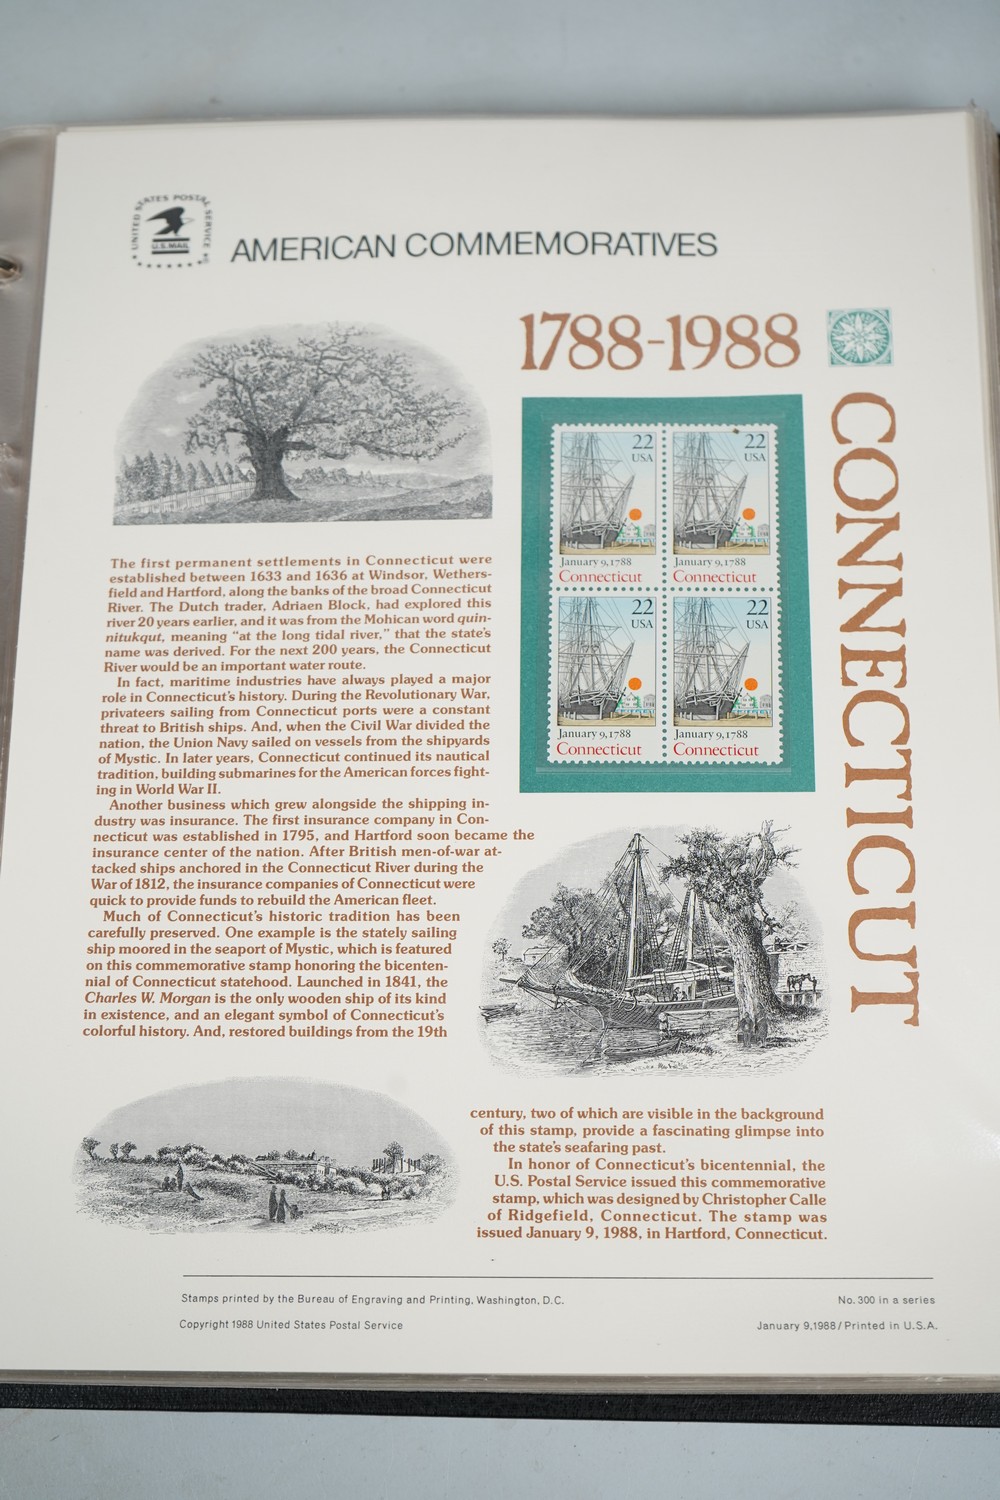 UNITED STATES POSTAL SERVICE
U.S. MAIL
AMERICAN COMMEMORATIVES
1788-1988
CONNECTICUT
22
USA
January 9, 1788
Connecticut
22
USA
January 9, 1788
Connecticut
22
USA
January 9, 1788
Connecticut
22
USA
January 9, 1788
Connecticut
The first permanent settlements in Connecticut were
established between 1633 and 1636 at Windsor, Wethers-
field and Hartford, along the banks of the broad Connecticut
River. The Dutch trader, Adriaen Block, had explored this
river 20 years earlier, and it was from the Mohican word quin-
nitukqut, meaning "at the long tidal river," that the state's
name was derived. For the next 200 years, the Connecticut
River would be an important water route.
In fact, maritime industries have always played a major
role in Connecticut's history. During the Revolutionary War,
privateers sailing from Connecticut ports were a constant
threat to British ships. And, when the Civil War divided the
nation, the Union Navy sailed on vessels from the shipyards
of Mystic. In later years, Connecticut continued its nautical
tradition, building submarines for the American forces fight-
ing in World War II.
Another business which grew alongside the shipping in-
dustry was insurance. The first insurance company in Con-
necticut was established in 1795, and Hartford soon became the
insurance center of the nation. After British men-of-war at-
tacked ships anchored in the Connecticut River during the
War of 1812, the insurance companies of Connecticut were
quick to provide funds to rebuild the American fleet.
Much of Connecticut's historic tradition has been
carefully preserved. One example is the stately sailing
ship moored in the seaport of Mystic, which is featured
on this commemorative stamp honoring the bicenten-
nial of Connecticut statehood. Launched in 1841, the
Charles W. Morgan is the only wooden ship of its kind
in existence, and an elegant symbol of Connecticut's
colorful history. And, restored buildings from the 19th
century, two of which are visible in the background
of this stamp, provide a fascinating glimpse into
the state's seafaring past.
In honor of Connecticut's bicentennial, the
U.S. Postal Service issued this commemorative
stamp, which was designed by Christopher Calle
of Ridgefield, Connecticut. The stamp was
issued January 9, 1988, in Hartford, Connecticut.
Stamps printed by the Bureau of Engraving and Printing, Washington, D.C.
No. 300 in a series
Copyright 1988 United States Postal Service
January 9, 1988/Printed in U.S.A.